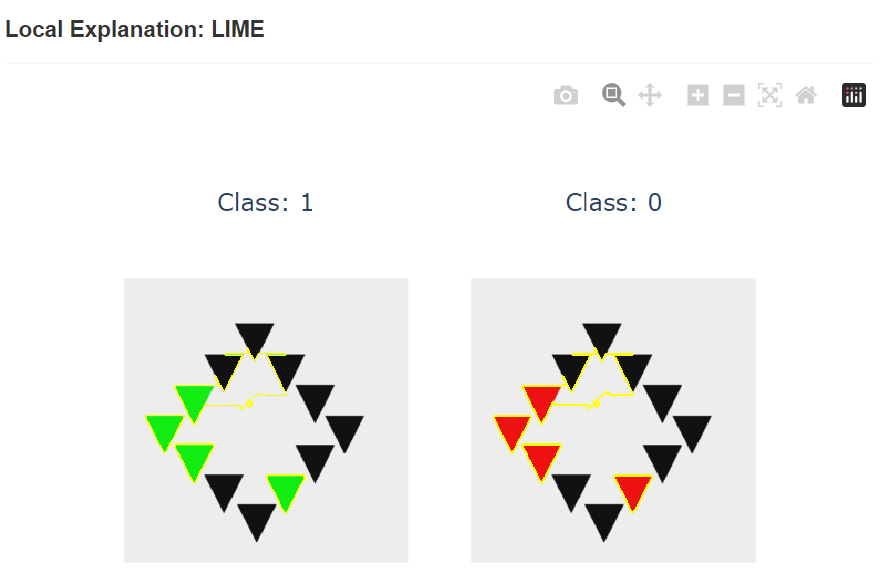 Local Explanation: LIME
Class: 1
Class: 0